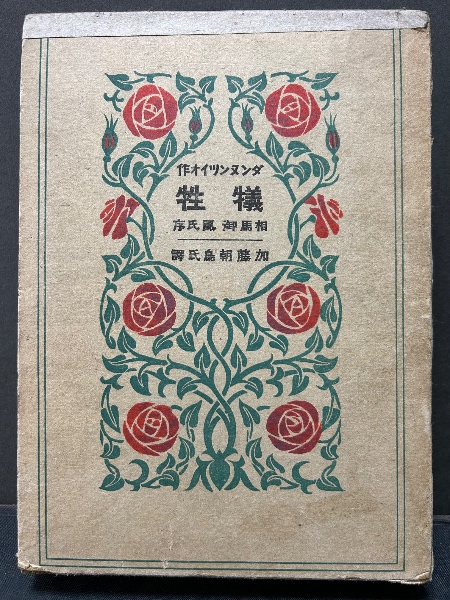 ダンヌンツイオ作
犧牲
相馬御風氏序
加藤朝鳥氏譯